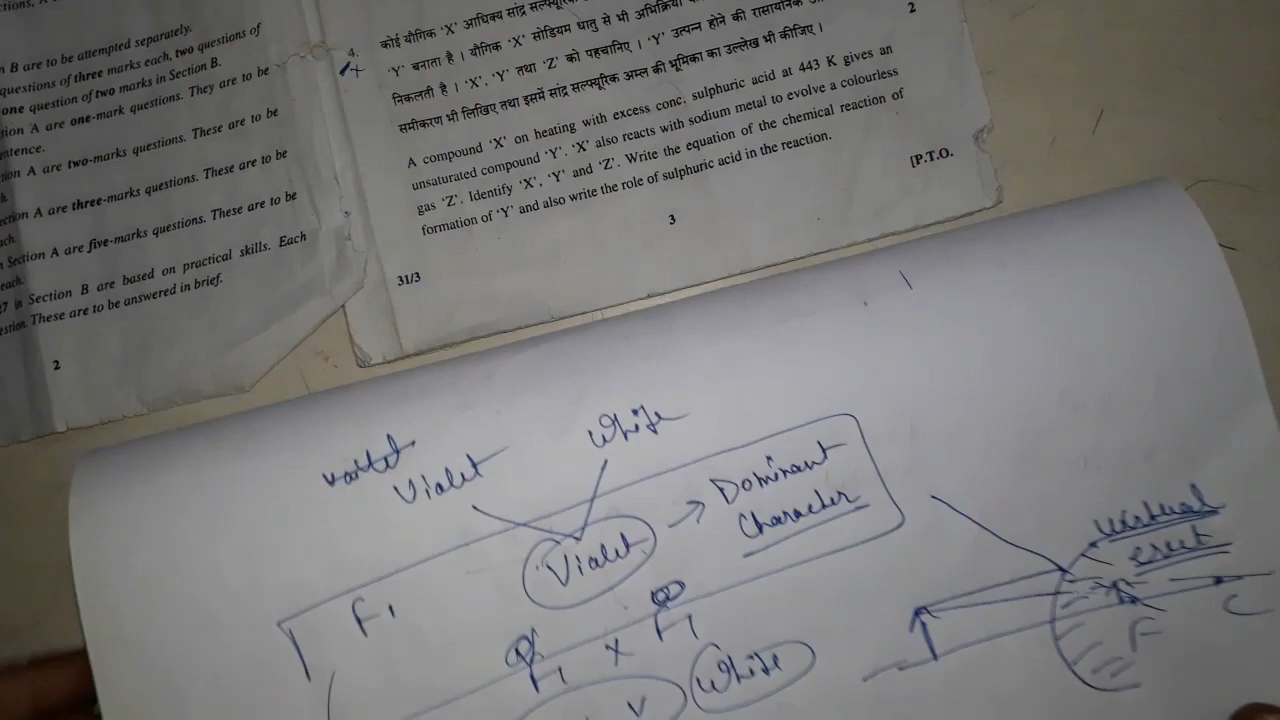 B are to be attempted separately.
questions of three marks each, two questions of
one question of two marks in Section B.
tion A are one-mark questions. They are to be
ntence.
tion A are two-marks questions. These are to be
ection A are three-marks questions. These are to be
ach.
Section A are five-marks questions. These are to be
each.
27 in Section B are based on practical skills. Each
estion. These are to be answered in brief.
2
4.
कोई यौगिक 'X' आधिक्य सांद्र
'Y' बनाता है । यौगिक 'X' सोडियम धातु से भी अभिक्रिया
निकलती है । 'X', 'Y' तथा 'Z' को पहचानिए । 'Y' उत्पन्न होने की रासायनिक
समीकरण भी लिखिए तथा इसमें सांद्र सल्फ्यूरिक अम्ल की भूमिका का उल्लेख भी कीजिए ।
2
A compound 'X' on heating with excess conc. sulphuric acid at 443 K gives an
unsaturated compound 'Y'. 'X' also reacts with sodium metal to evolve a colourless
gas 'Z'. Identify 'X', 'Y' and 'Z'. Write the equation of the chemical reaction of
formation of 'Y' and also write the role of sulphuric acid in the reaction.
31/3
3
[P.T.O.
White
Violet
Violet → Dominant
Character
F1
F1 X F1
V White
erect
F
C